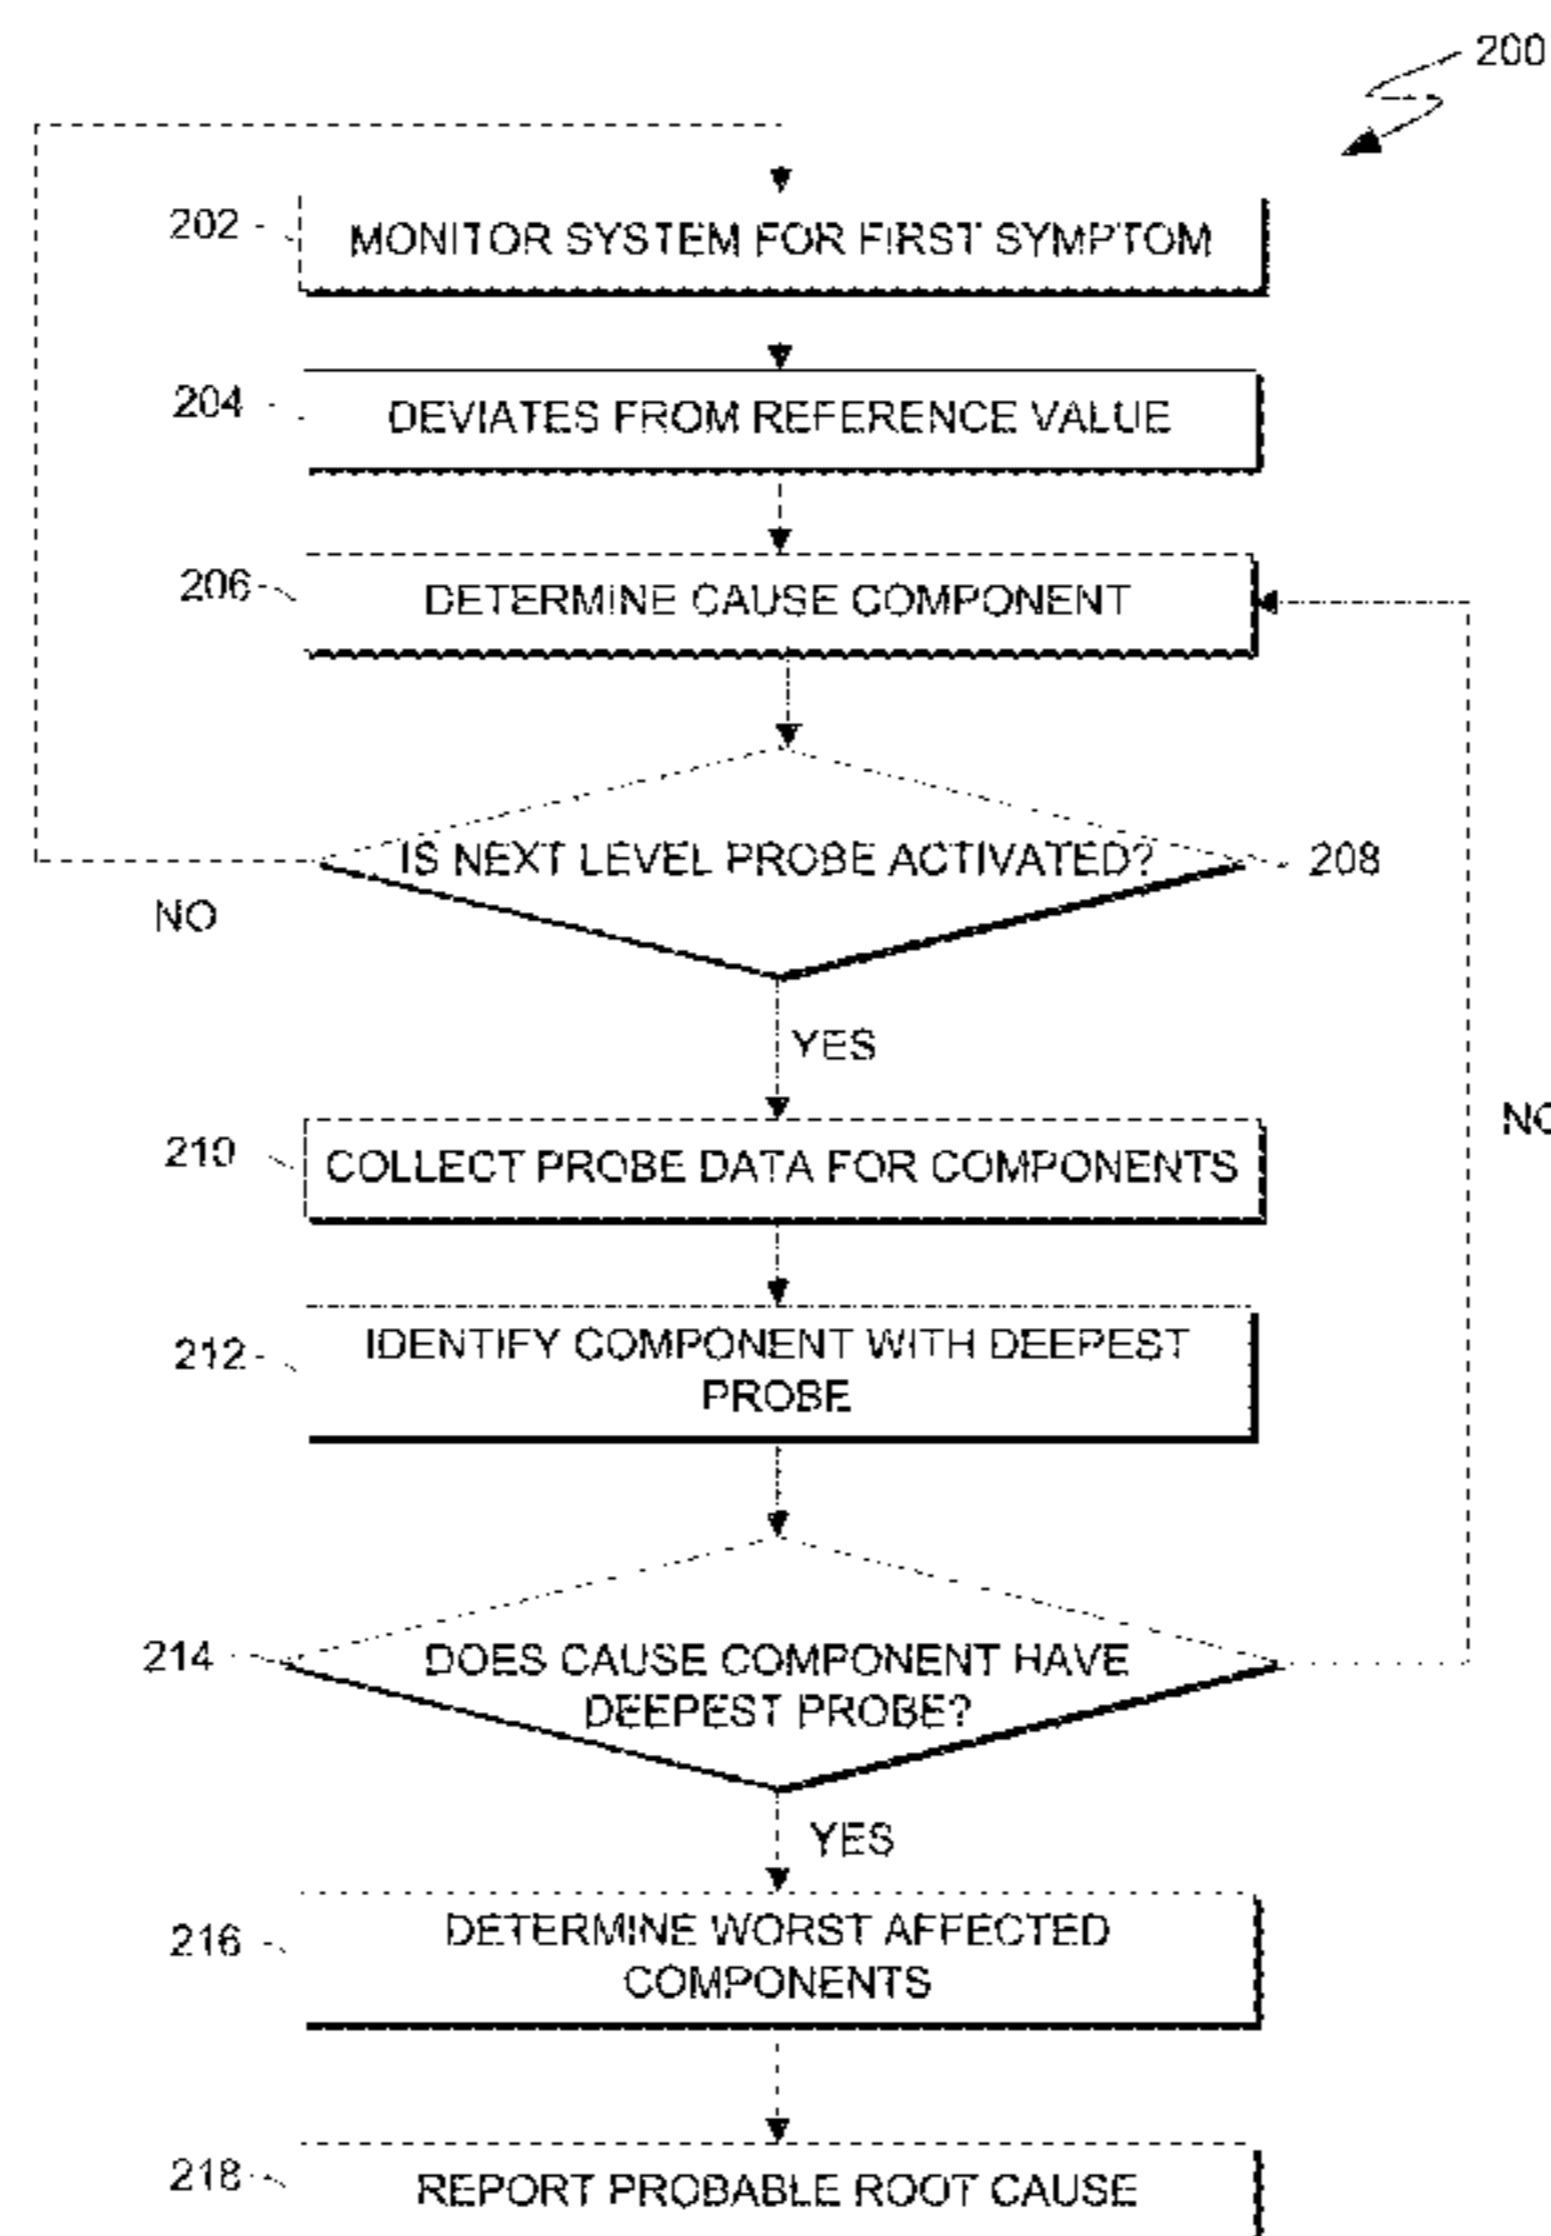 200
202
MONITOR SYSTEM FOR FIRST SYMPTOM
204
DEVIATES FROM REFERENCE VALUE
206
DETERMINE CAUSE COMPONENT
IS NEXT LEVEL PROBE ACTIVATED?
208
NO
YES
NO
210
COLLECT PROBE DATA FOR COMPONENTS
212
IDENTIFY COMPONENT WITH DEEPEST
PROBE
214
DOES CAUSE COMPONENT HAVE
DEEPEST PROBE?
YES
216
DETERMINE WORST AFFECTED
COMPONENTS
218
REPORT PROBABLE ROOT CAUSE